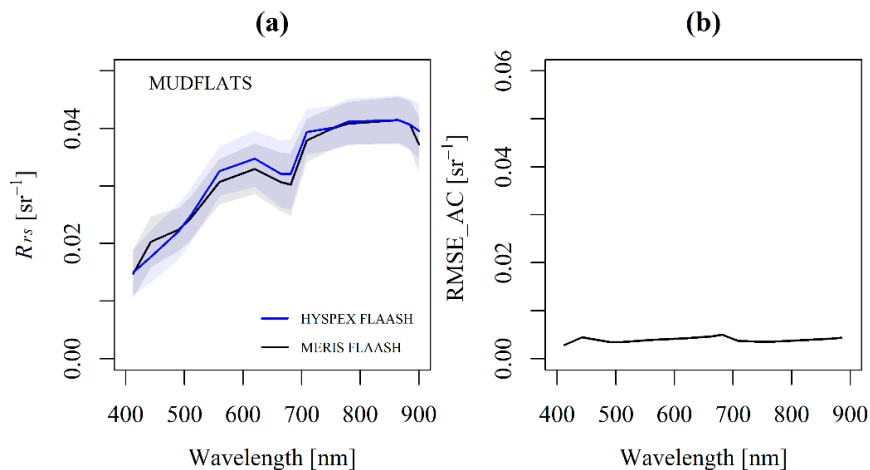 (a)
MUDFLATS
Rrs [sr−1]
0.00
0.02
0.04
HYSPEX FLAASH
MERIS FLAASH
400 500 600 700 800 900
Wavelength [nm]
(b)
RMSE_AC [sr−1]
0.00
0.02
0.04
0.06
400 500 600 700 800 900
Wavelength [nm]